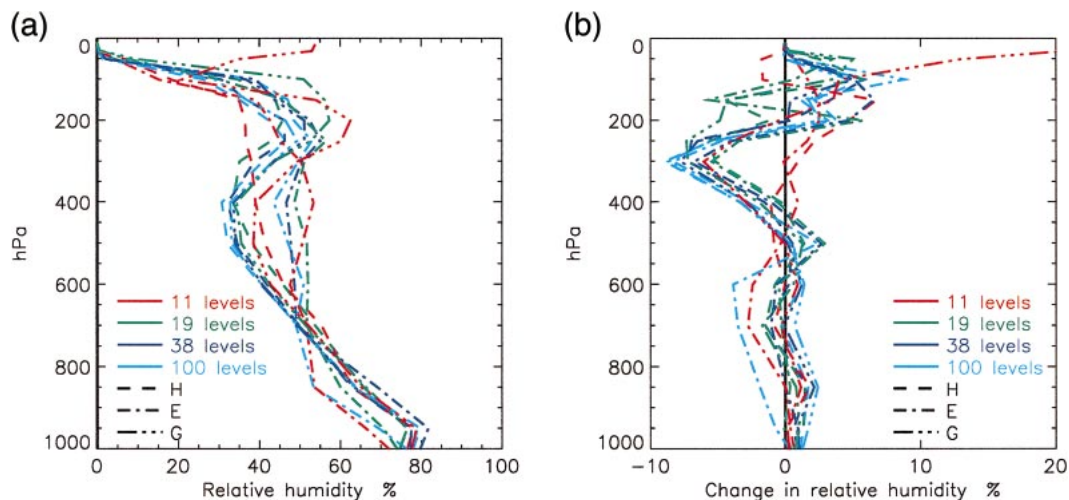 (a)
0
200
400
600
800
1000
hPa
11 levels
19 levels
38 levels
100 levels
H
E
G
0 20 40 60 80 100
Relative humidity %
(b)
0
200
400
600
800
1000
hPa
11 levels
19 levels
38 levels
100 levels
H
E
G
-10 0 10 20
Change in relative humidity %